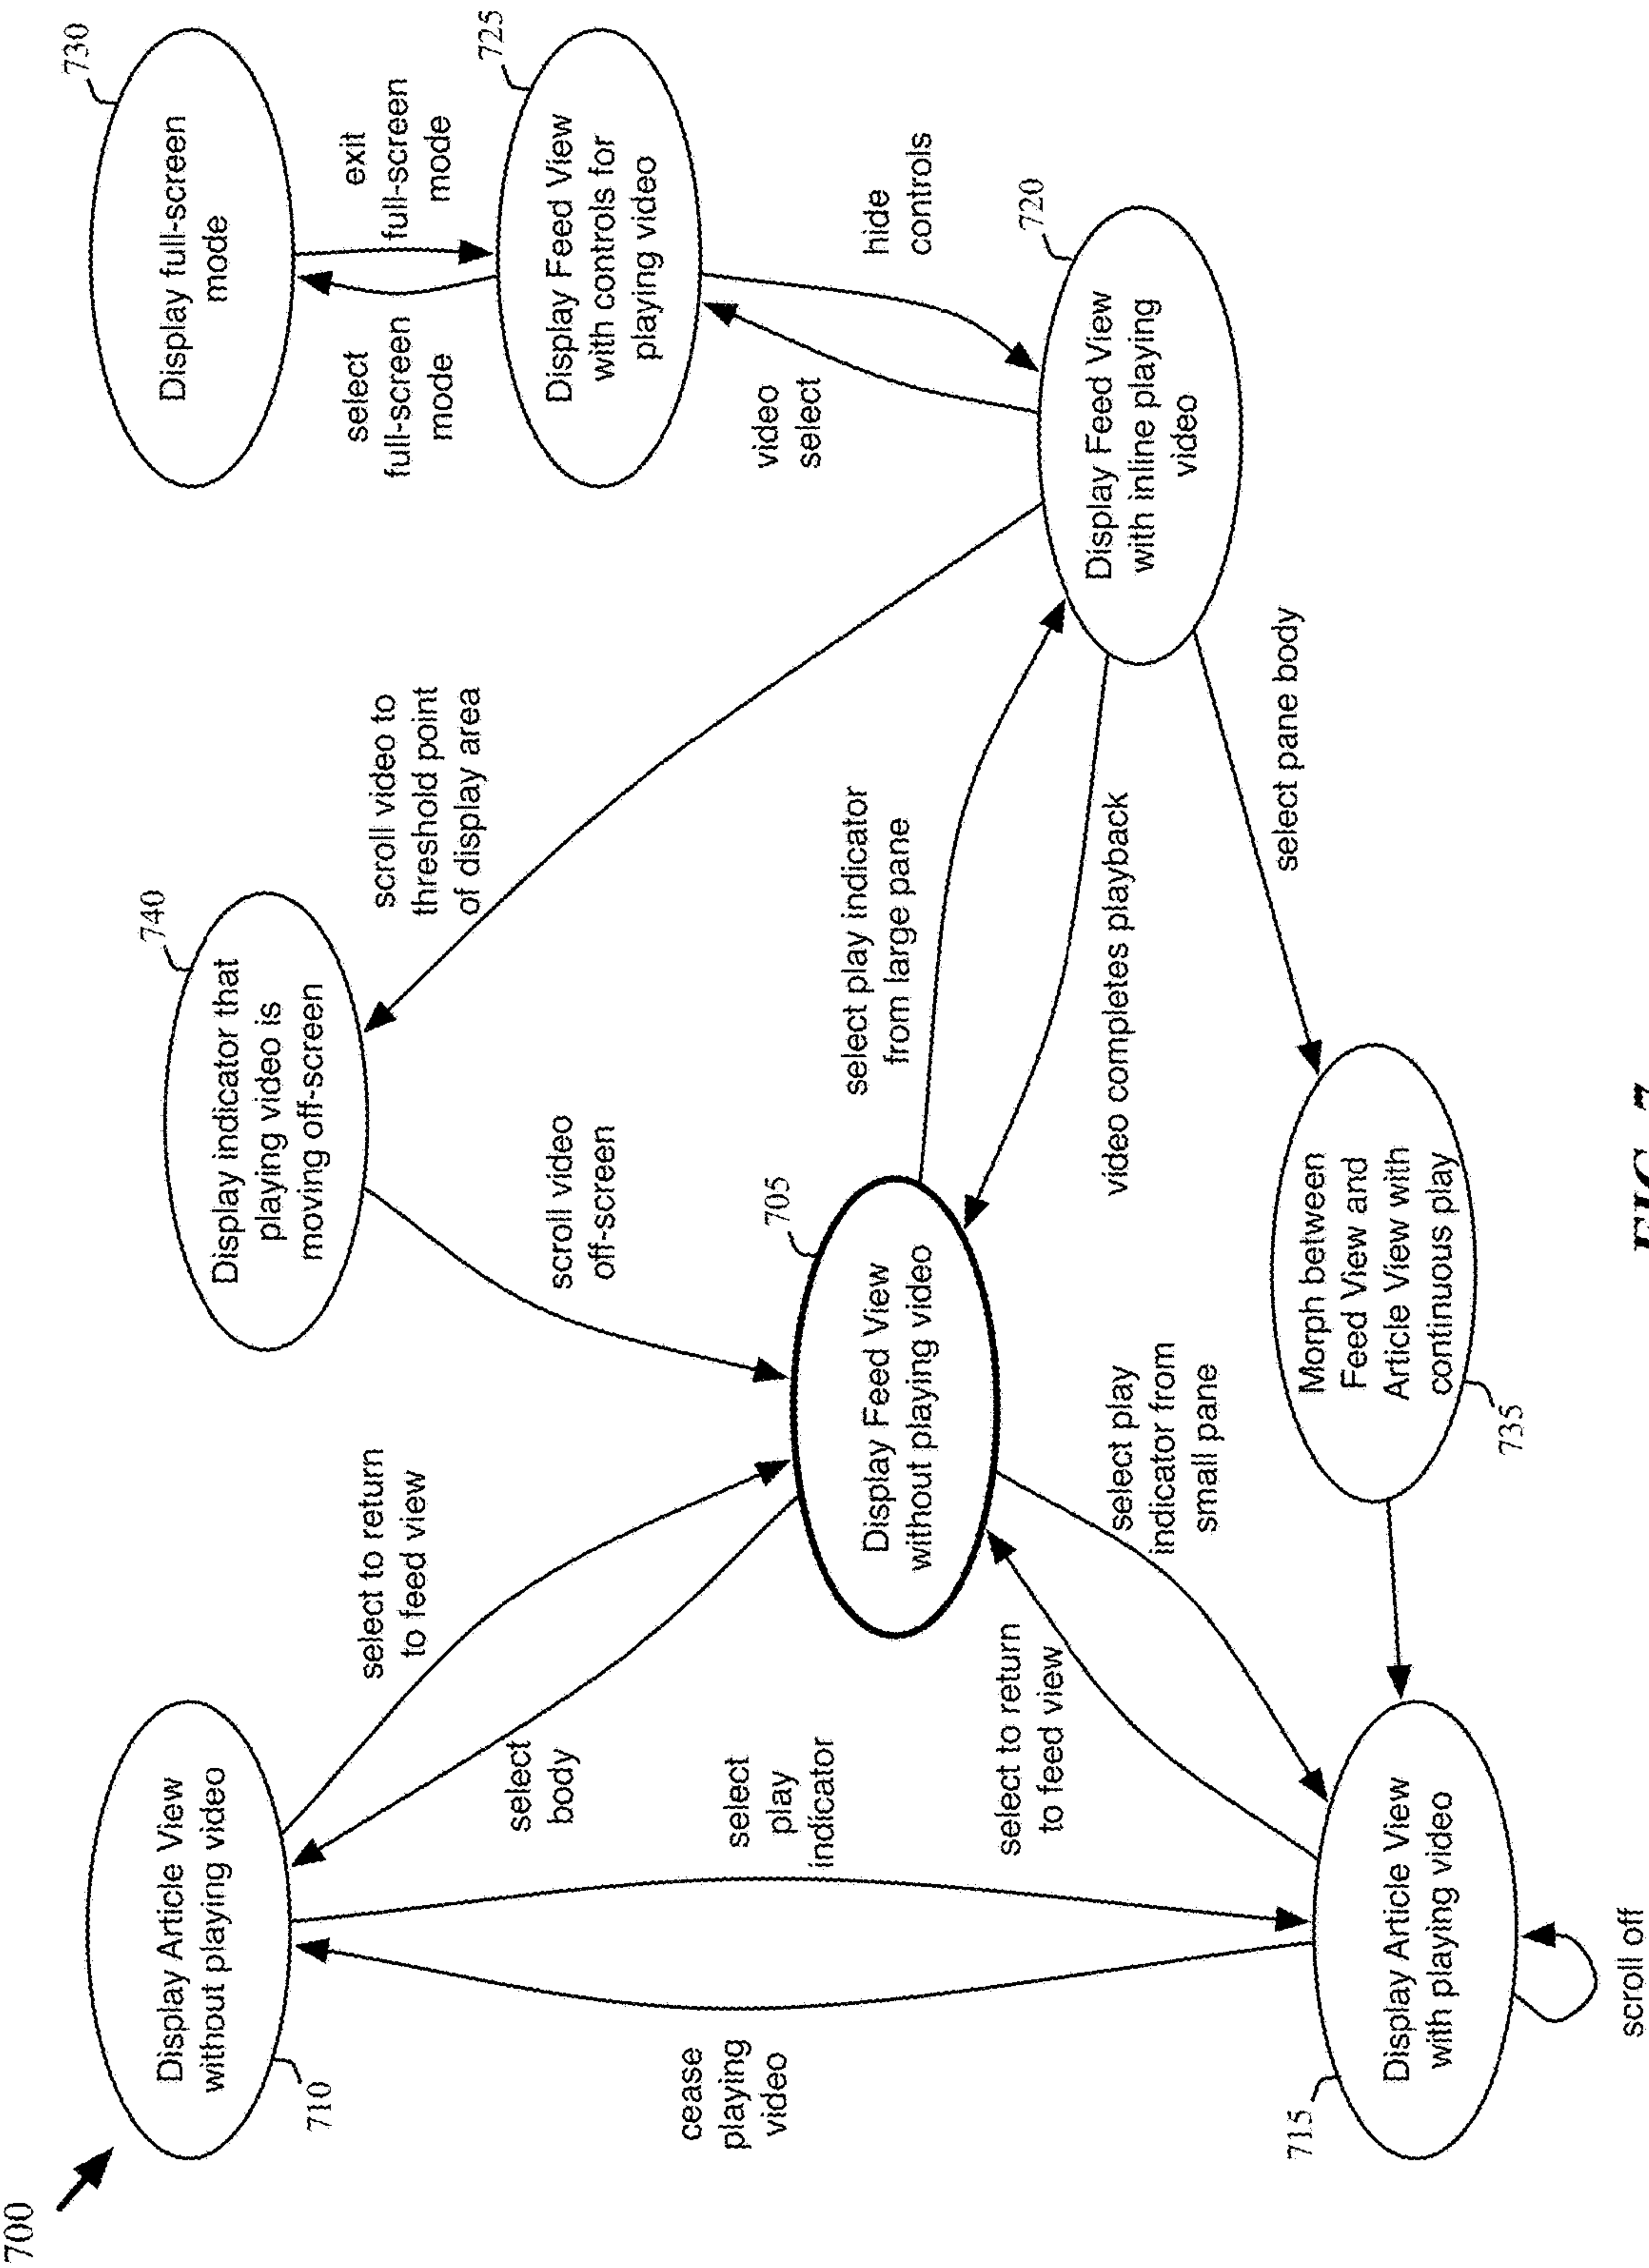 700
Display Article View
without playing video
710
select to return
to feed view
select
body
Display indicator that
playing video is
moving off-screen
740
scroll video
off-screen
scroll video to
threshold point
of display area
Display full-screen
mode
730
select
full-screen
mode
exit
full-screen
mode
Display Feed View
with controls for
playing video
725
video
select
hide
controls
cease
playing
video
select
play
indicator
Display Feed View
without playing video
705
select play indicator
from large pane
video completes playback
Display Feed View
with inline playing
video
720
select to return
to feed view
select play
indicator from
small pane
select pane body
Display Article View
with playing video
715
scroll off
Morph between
Feed View and
Article View with
continuous play
735
FIG. 7